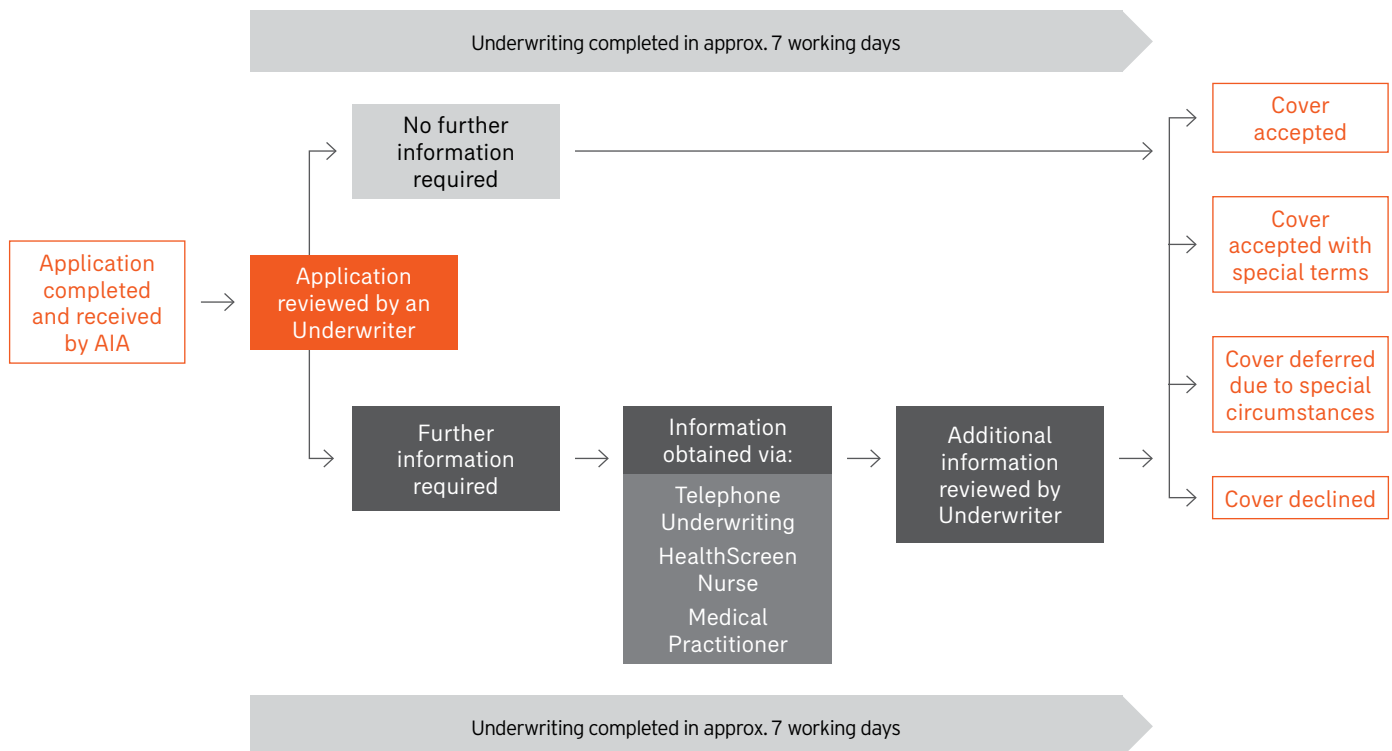 Underwriting completed in approx. 7 working days
No further
information
required
Application
completed
and received
by AIA
Application
reviewed by an
Underwriter
Further
information
required
Information
obtained via:
Telephone
Underwriting
HealthScreen
Nurse
Medical
Practitioner
Additional
information
reviewed by
Underwriter
Cover
accepted
Cover
accepted with
special terms
Cover deferred
due to special
circumstances
Cover declined
Underwriting completed in approx. 7 working days